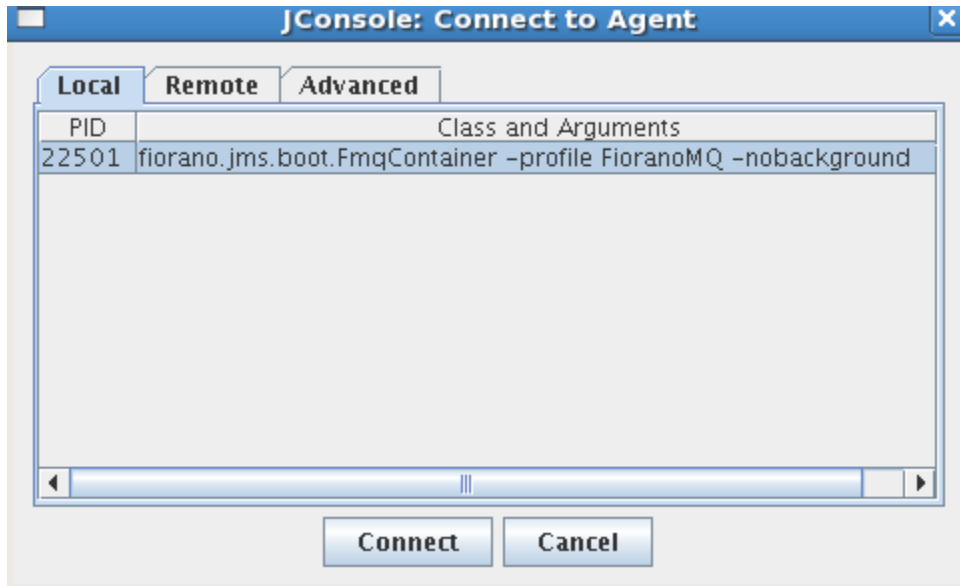 JConsole: Connect to Agent
Local Remote Advanced
PID Class and Arguments
22501 fiorano.jms.boot.FmqContainer -profile FioranoMQ -nobackground
Connect Cancel